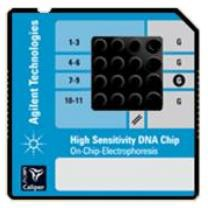 Agilent Technologies
1-3 G
4-6 G
7-9 G
10-11 G
High Sensitivity DNA Chip
On-Chip-Electrophoresis
Caliper